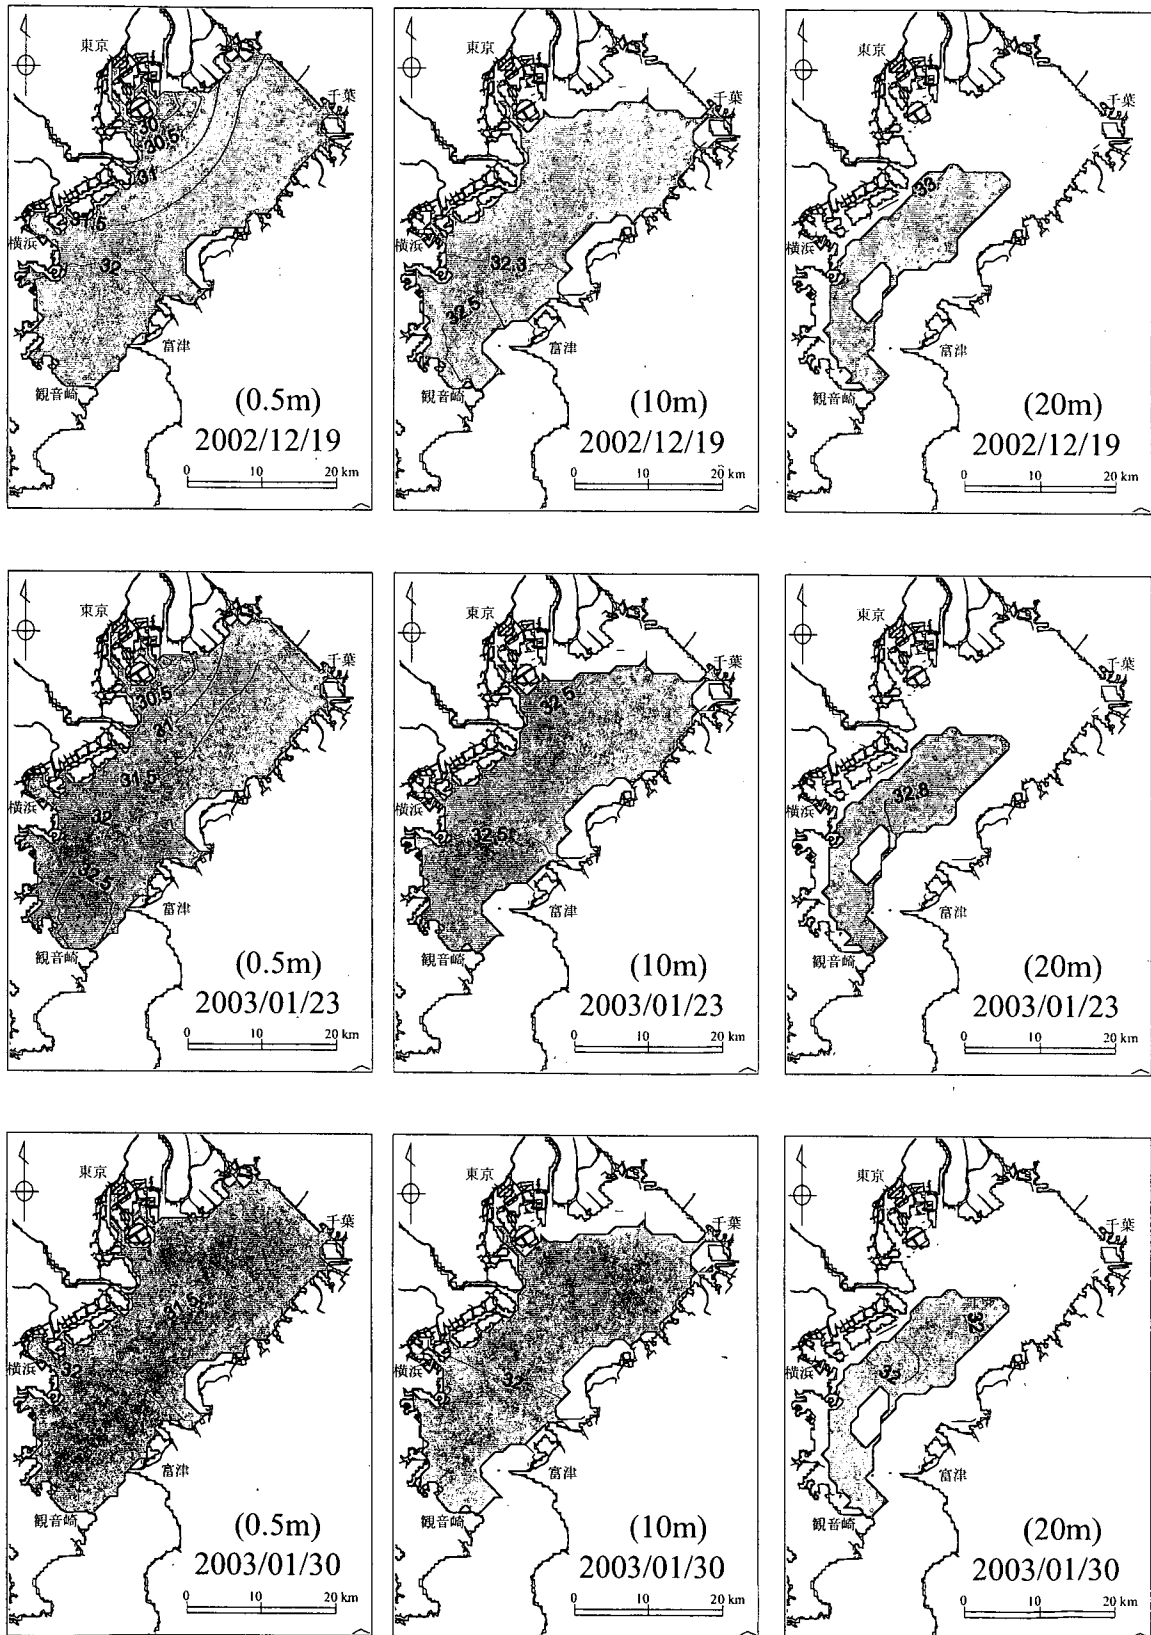 東京
千葉
30
30.5
31
31.5
横浜
32
富津
観音崎
(0.5m)
2002/12/19
0 10 20 km
東京
千葉
横浜
32.3
32.5
富津
観音崎
(10m)
2002/12/19
0 10 20 km
東京
千葉
33
横浜
富津
観音崎
(20m)
2002/12/19
0 10 20 km
東京
千葉
30.5
31
31.5
横浜
32
32.5
富津
観音崎
(0.5m)
2003/01/23
0 10 20 km
東京
千葉
32.5
横浜
32.5
富津
観音崎
(10m)
2003/01/23
0 10 20 km
東京
千葉
32.8
横浜
富津
観音崎
(20m)
2003/01/23
0 10 20 km
東京
千葉
31.5
横浜
32
富津
観音崎
(0.5m)
2003/01/30
0 10 20 km
東京
千葉
横浜
32
富津
観音崎
(10m)
2003/01/30
0 10 20 km
東京
千葉
32
横浜
富津
観音崎
(20m)
2003/01/30
0 10 20 km